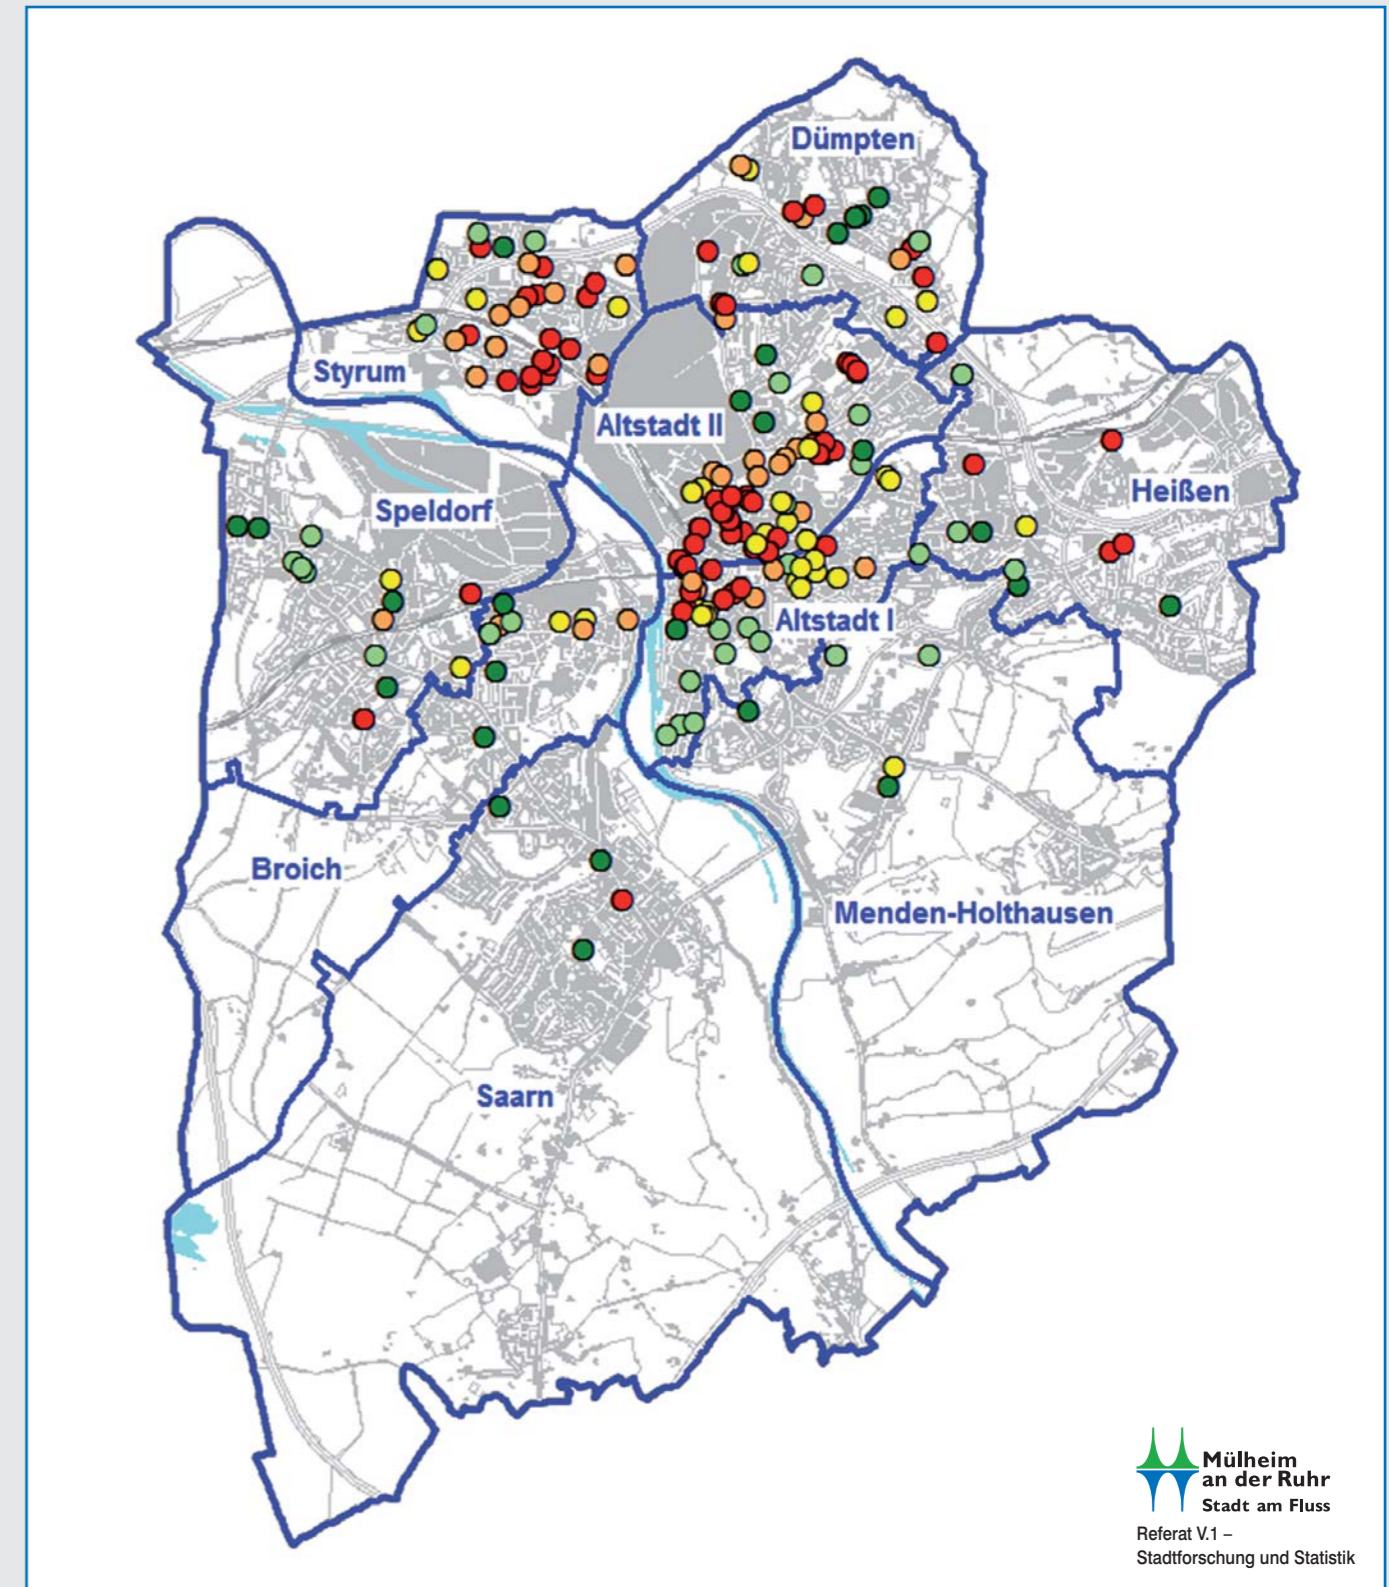 Dümpten
Styrum
Altstadt II
Heißen
Speldorf
Altstadt I
Broich
Menden-Holthausen
Saarn
Mülheim
an der Ruhr
Stadt am Fluss
Referat V.1 –
Stadtforschung und Statistik